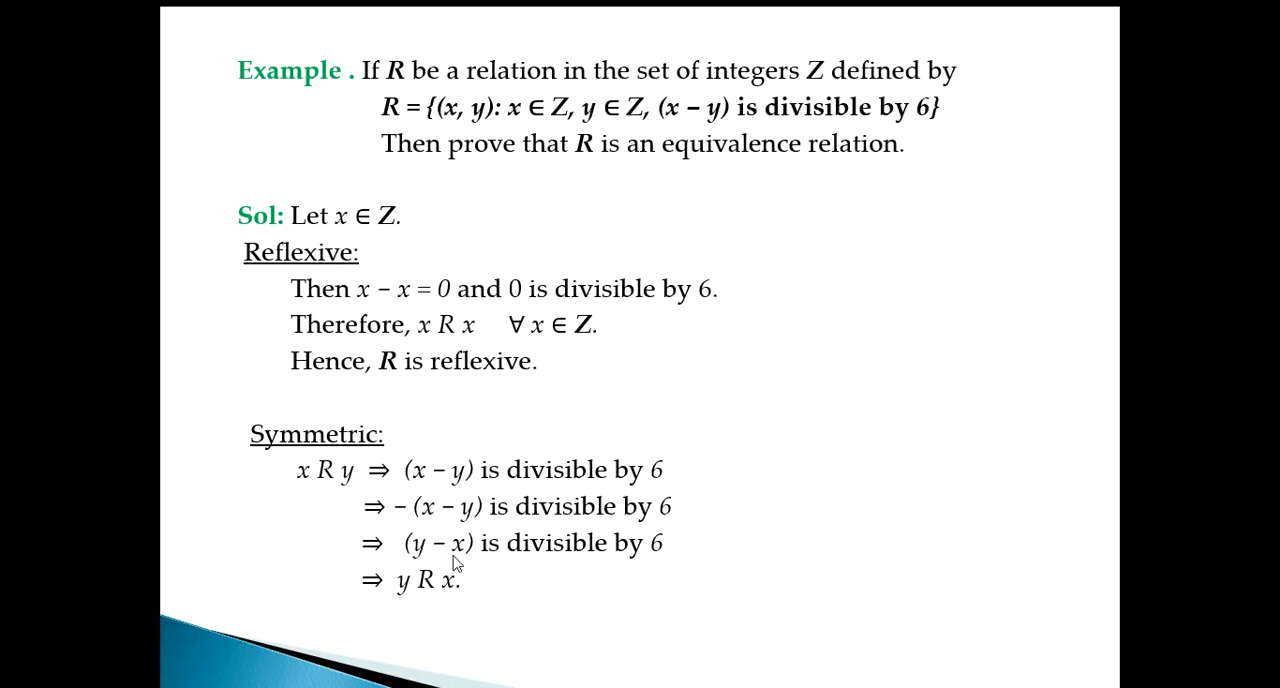 Example . If R be a relation in the set of integers Z defined by
R = {(x, y): x ∈ Z, y ∈ Z, (x − y) is divisible by 6}
Then prove that R is an equivalence relation.
Sol: Let x ∈ Z.
Reflexive:
Then x − x = 0 and 0 is divisible by 6.
Therefore, x R x ∀ x ∈ Z.
Hence, R is reflexive.
Symmetric:
x R y ⇒ (x − y) is divisible by 6
⇒ − (x − y) is divisible by 6
⇒ (y − x) is divisible by 6
⇒ y R x.